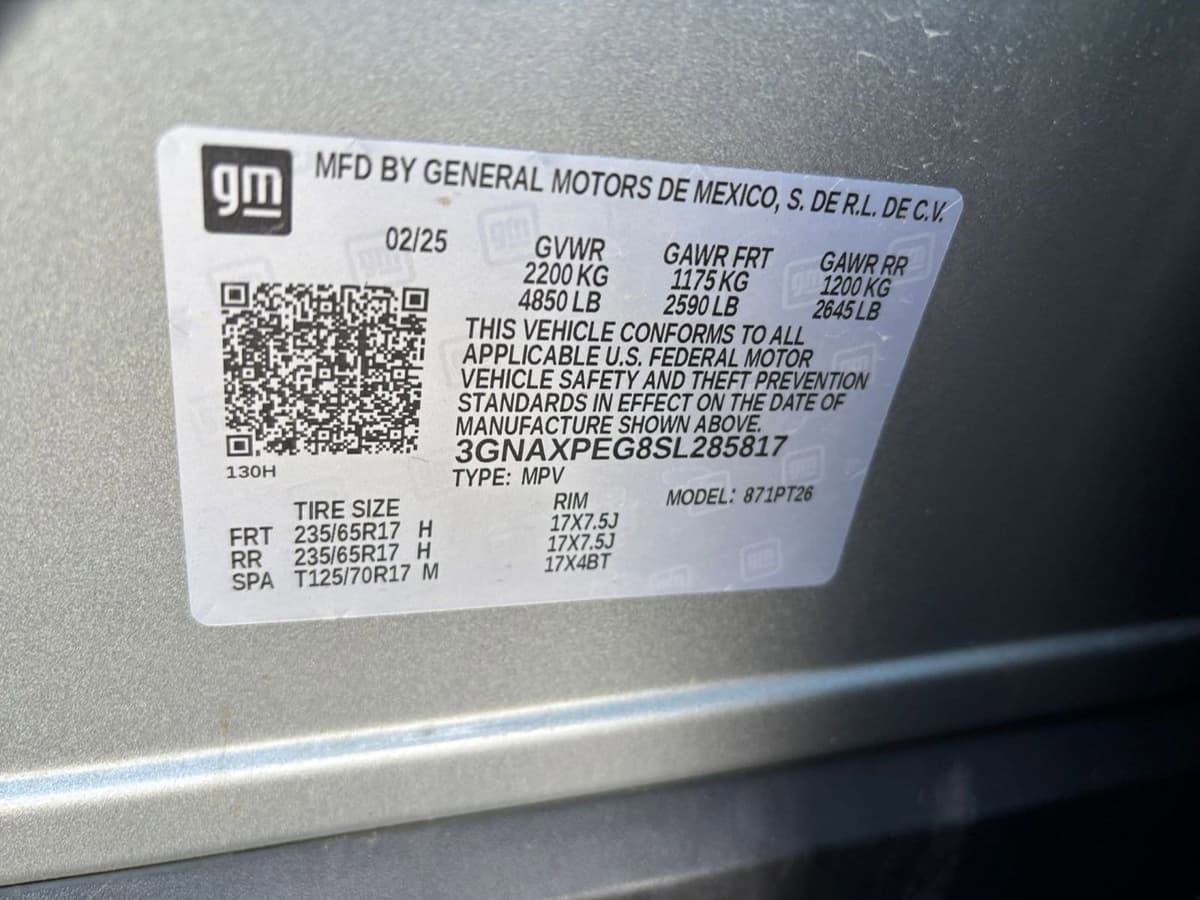 gm
MFD BY GENERAL MOTORS DE MEXICO, S. DE R.L. DE C.V.
02/25
GVWR GAWR FRT GAWR RR
2200 KG 1175 KG 1200 KG
4850 LB 2590 LB 2645 LB
THIS VEHICLE CONFORMS TO ALL
APPLICABLE U.S. FEDERAL MOTOR
VEHICLE SAFETY AND THEFT PREVENTION
STANDARDS IN EFFECT ON THE DATE OF
MANUFACTURE SHOWN ABOVE.
3GNAXPEG8SL285817
130H
TYPE: MPV MODEL: 871PT26
TIRE SIZE RIM
FRT 235/65R17 H 17X7.5J
RR 235/65R17 H 17X7.5J
SPA T125/70R17 M 17X4BT